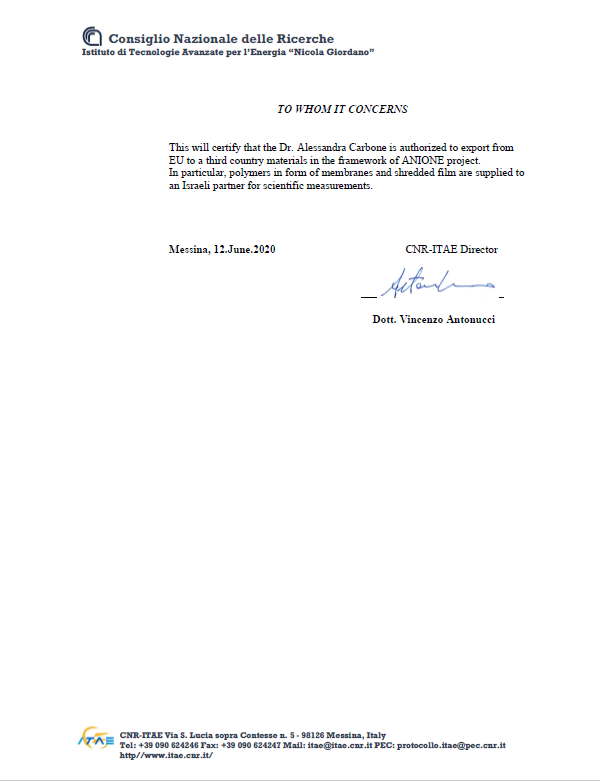 Consiglio Nazionale delle Ricerche
Istituto di Tecnologie Avanzate per l'Energia "Nicola Giordano"
TO WHOM IT CONCERNS
This will certify that the Dr. Alessandra Carbone is authorized to export from
EU to a third country materials in the framework of ANIONE project.
In particular, polymers in form of membranes and shredded film are supplied to
an Israeli partner for scientific measurements.
Messina, 12.June.2020 CNR-ITAE Director
Dott. Vincenzo Antonucci
ITAE
CNR-ITAE Via S. Lucia sopra Contesse n. 5 - 98126 Messina, Italy
Tel: +39 090 624246 Fax: +39 090 624247 Mail: itae@itae.cnr.it PEC: protocollo.itae@pec.cnr.it
http//www.itae.cnr.it/